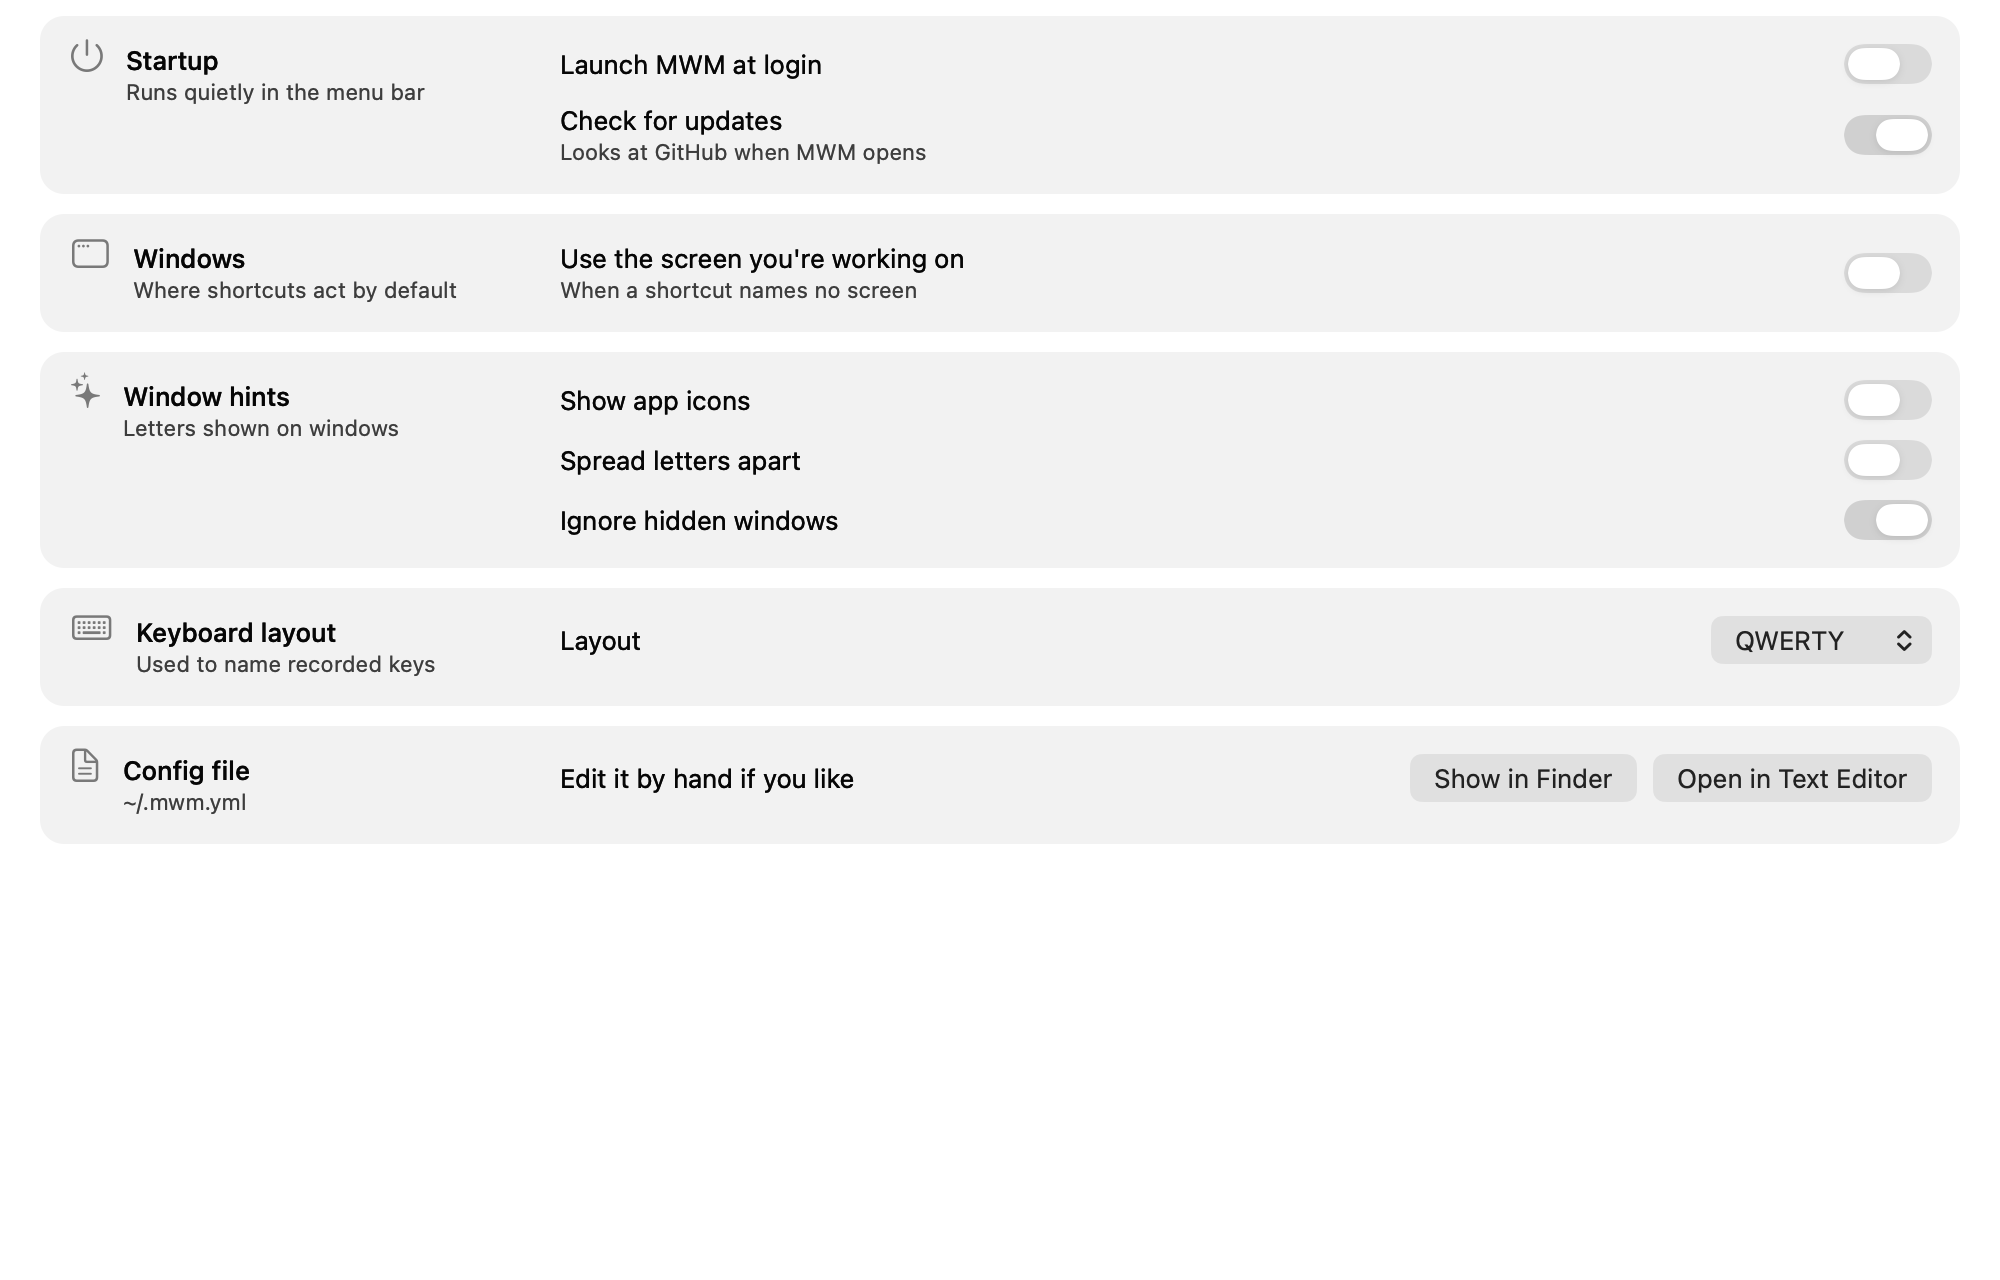 Startup
Runs quietly in the menu bar
Launch MWM at login
Check for updates
Looks at GitHub when MWM opens
Windows
Where shortcuts act by default
Use the screen you're working on
When a shortcut names no screen
Window hints
Letters shown on windows
Show app icons
Spread letters apart
Ignore hidden windows
Keyboard layout
Used to name recorded keys
Layout
QWERTY
Config file
~/.mwm.yml
Edit it by hand if you like
Show in Finder
Open in Text Editor